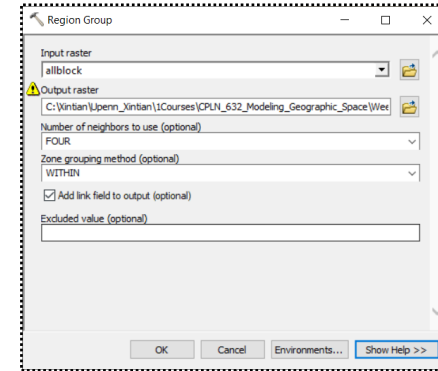 Region Group
Input raster
allblock
Output raster
C:\Xintian\Upenn_Xintian\1Courses\CPLN_632_Modeling_Geographic_Space\Wee
Number of neighbors to use (optional)
FOUR
Zone grouping method (optional)
WITHIN
Add link field to output (optional)
Excluded value (optional)
OK Cancel Environments... Show Help >>